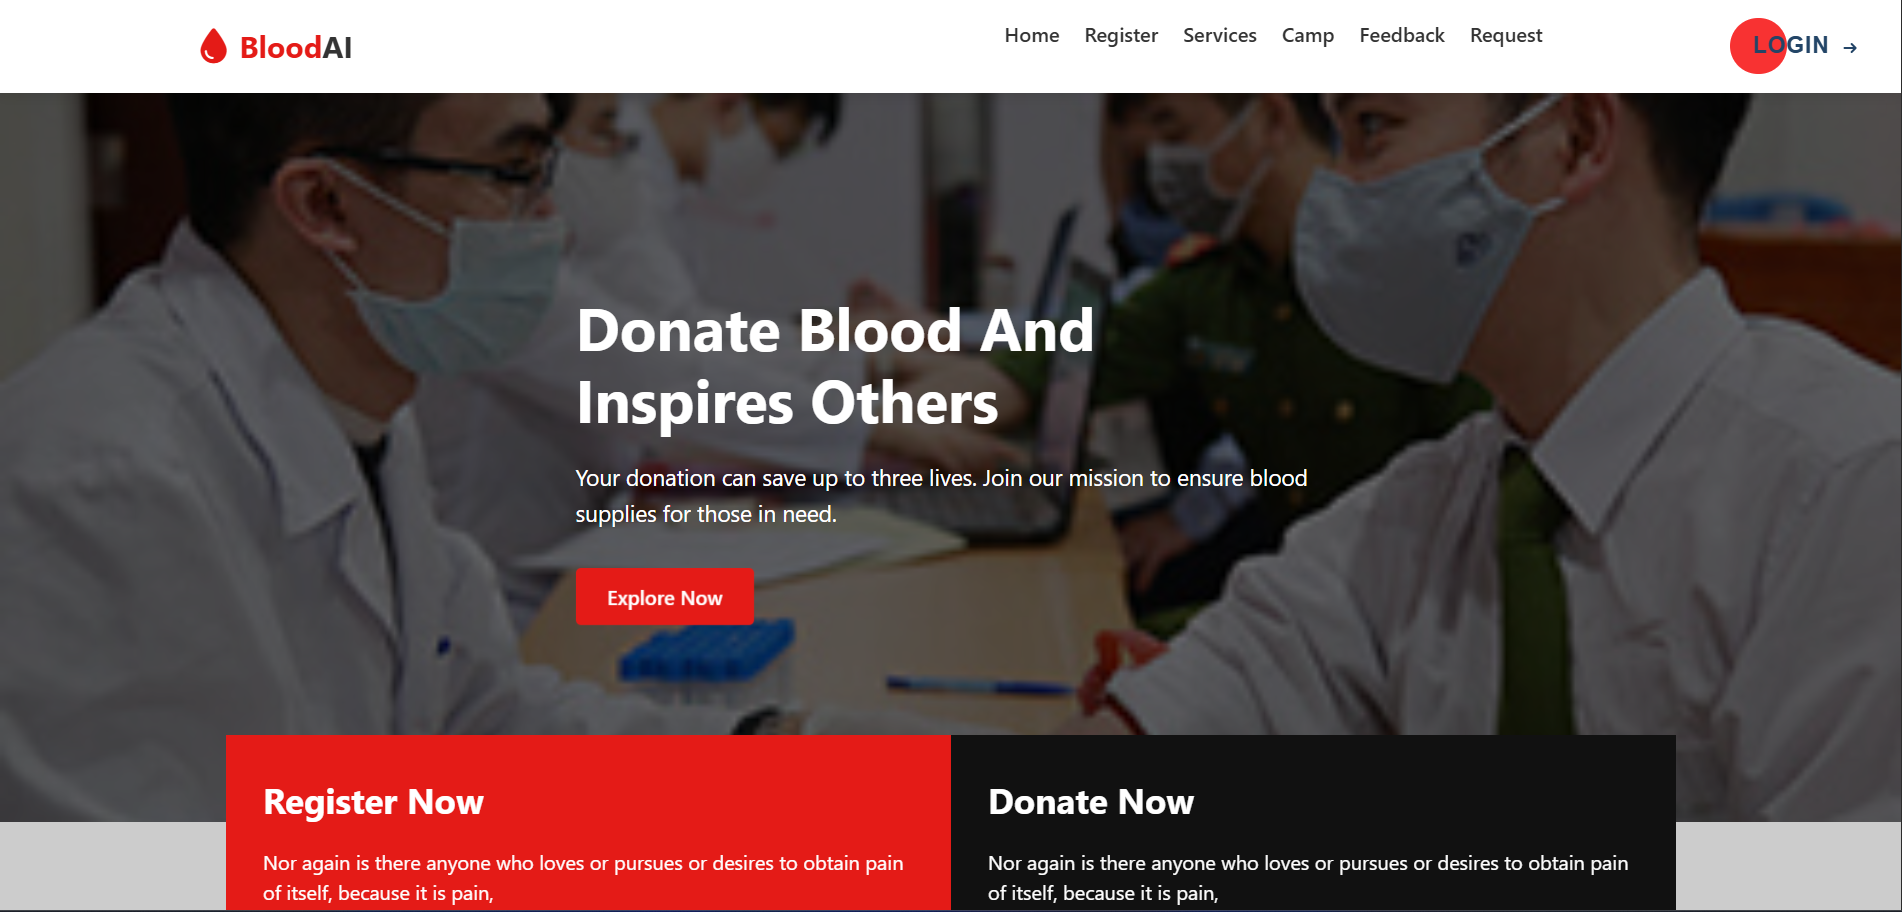 BloodAI
Home Register Services Camp Feedback Request
LOGIN →
Donate Blood And
Inspires Others
Your donation can save up to three lives. Join our mission to ensure blood
supplies for those in need.
Explore Now
Register Now
Nor again is there anyone who loves or pursues or desires to obtain pain
of itself, because it is pain,
Donate Now
Nor again is there anyone who loves or pursues or desires to obtain pain
of itself, because it is pain,